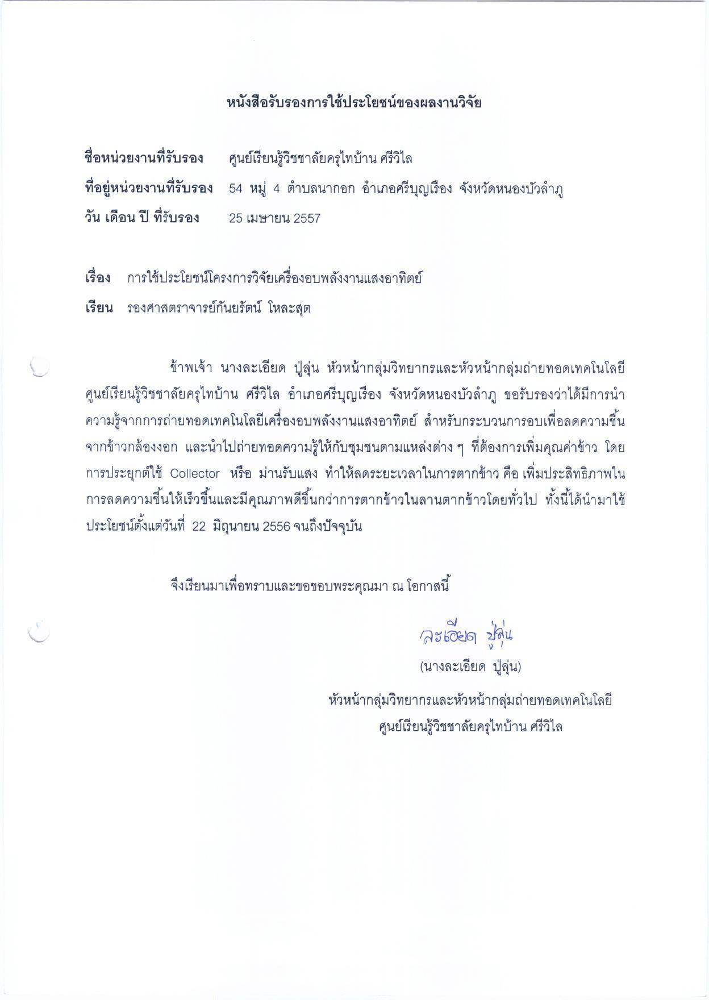 หนังสือรับรองการใช้ประโยชน์ของผลงานวิจัย
ชื่อหน่วยงานที่รับรอง ศูนย์เรียนรู้วิชชาลัยครุไทบ้าน ศรีวิไล
ที่อยู่หน่วยงานที่รับรอง 54 หมู่ 4 ตำบลนากอก อำเภอศรีบุญเรือง จังหวัดหนองบัวลำภู
วัน เดือน ปี ที่รับรอง 25 เมษายน 2557
เรื่อง การใช้ประโยชน์โครงการวิจัยเครื่องอบพลังงานแสงอาทิตย์
เรียน รองศาสตราจารย์กันยรัตน์ โหละสุต
ข้าพเจ้า นางละเอียด ปู่ลุ่น หัวหน้ากลุ่มวิทยากรและหัวหน้ากลุ่มถ่ายทอดเทคโนโลยี
ศูนย์เรียนรู้วิชชาลัยครุไทบ้าน ศรีวิไล อำเภอศรีบุญเรือง จังหวัดหนองบัวลำภู ขอรับรองว่าได้มีการนำ
ความรู้จากการถ่ายทอดเทคโนโลยีเครื่องอบพลังงานแสงอาทิตย์ สำหรับกระบวนการอบเพื่อลดความชื้น
จากข้าวกล้องงอก และนำไปถ่ายทอดความรู้ให้กับชุมชนตามแหล่งต่าง ๆ ที่ต้องการเพิ่มคุณค่าข้าว โดย
การประยุกต์ใช้ Collector หรือ ม่านรับแสง ทำให้ลดระยะเวลาในการตากข้าว คือ เพิ่มประสิทธิภาพใน
การลดความชื้นให้เร็วขึ้นและมีคุณภาพดีขึ้นกว่าการตากข้าวในลานตากข้าวโดยทั่วไป ทั้งนี้ได้นำมาใช้
ประโยชน์ตั้งแต่วันที่ 22 มิถุนายน 2556 จนถึงปัจจุบัน
จึงเรียนมาเพื่อทราบและขอขอบพระคุณมา ณ โอกาสนี้
ละเอียด ปู่ลุ่น
(นางละเอียด ปู่ลุ่น)
หัวหน้ากลุ่มวิทยากรและหัวหน้ากลุ่มถ่ายทอดเทคโนโลยี
ศูนย์เรียนรู้วิชชาลัยครุไทบ้าน ศรีวิไล